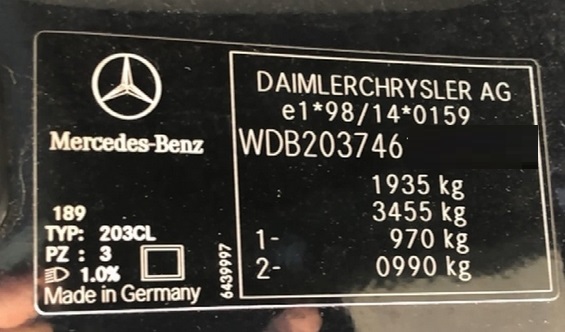 Mercedes-Benz
DAIMLERCHRYSLER AG
e1*98/14*0159
WDB203746
1935 kg
3455 kg
1- 970 kg
2- 0990 kg
189
TYP: 203CL
PZ : 3
1.0%
Made in Germany
6439997